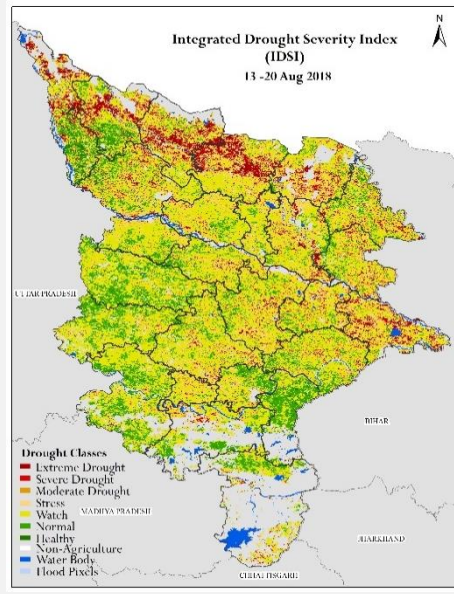 N
Integrated Drought Severity Index
(IDSI)
13 -20 Aug 2018
UTTAR PRADESH
BIHAR
Drought Classes
Extreme Drought
Severe Drought
Moderate Drought
Stress
Watch
Normal
Healthy
Non-Agriculture
Water Body
Flood Pixels
MADHYA PRADESH
JHARKHAND
CHHATTISGARH